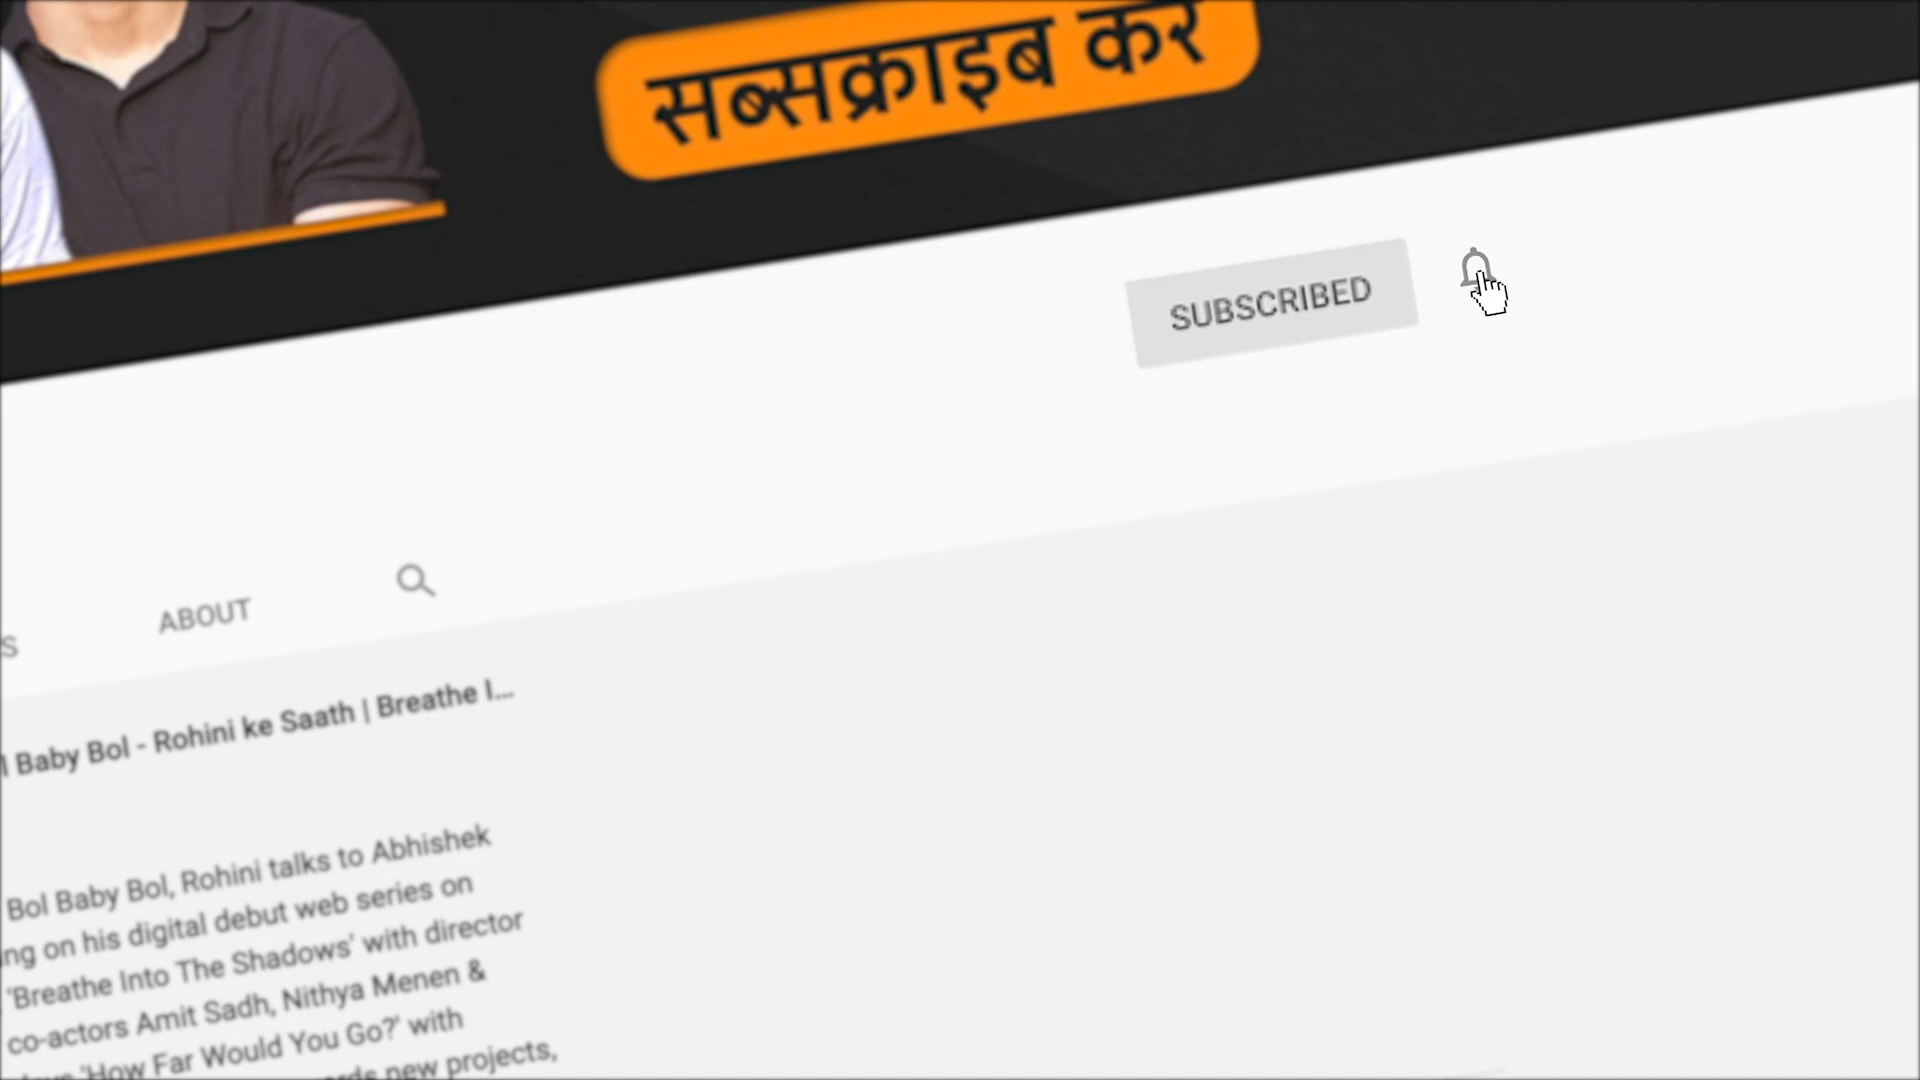 सब्सक्राइब करें
SUBSCRIBED
S
ABOUT
Baby Bol - Rohini ke Saath | Breathe I...
Bol Baby Bol, Rohini talks to Abhishek
ng on his digital debut web series on
'Breathe Into The Shadows' with director
co-actors Amit Sadh, Nithya Menen &
'How Far Would You Go?' with
new projects,